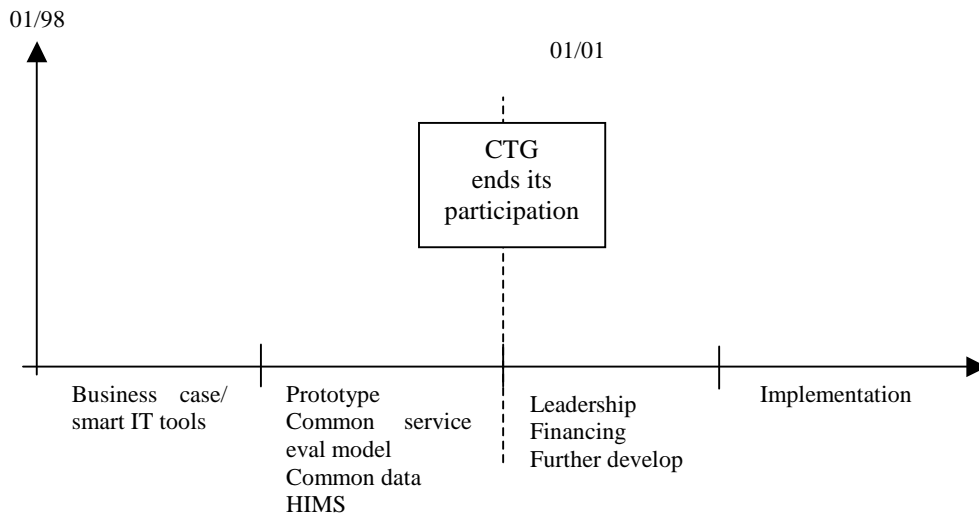 01/98
01/01
CTG
ends its
participation
Business case/
smart IT tools
Prototype
Common service
eval model
Common data
HIMS
Leadership
Financing
Further develop
Implementation